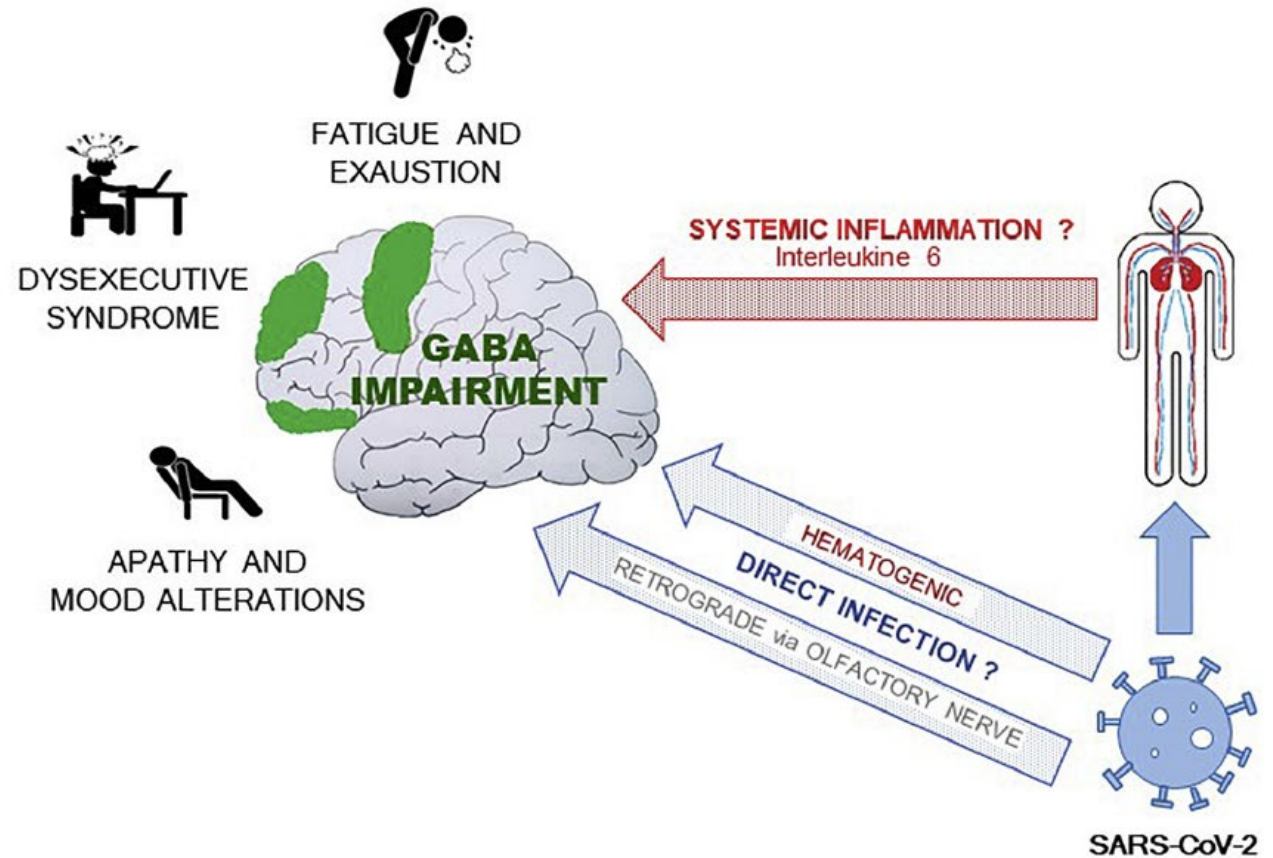 FATIGUE AND
EXAUSTION
DYSEXECUTIVE
SYNDROME
APATHY AND
MOOD ALTERATIONS
GABA
IMPAIRMENT
SYSTEMIC INFLAMMATION ?
Interleukine 6
HEMATOGENIC
DIRECT INFECTION ?
RETROGRADE via OLFACTORY NERVE
SARS-CoV-2